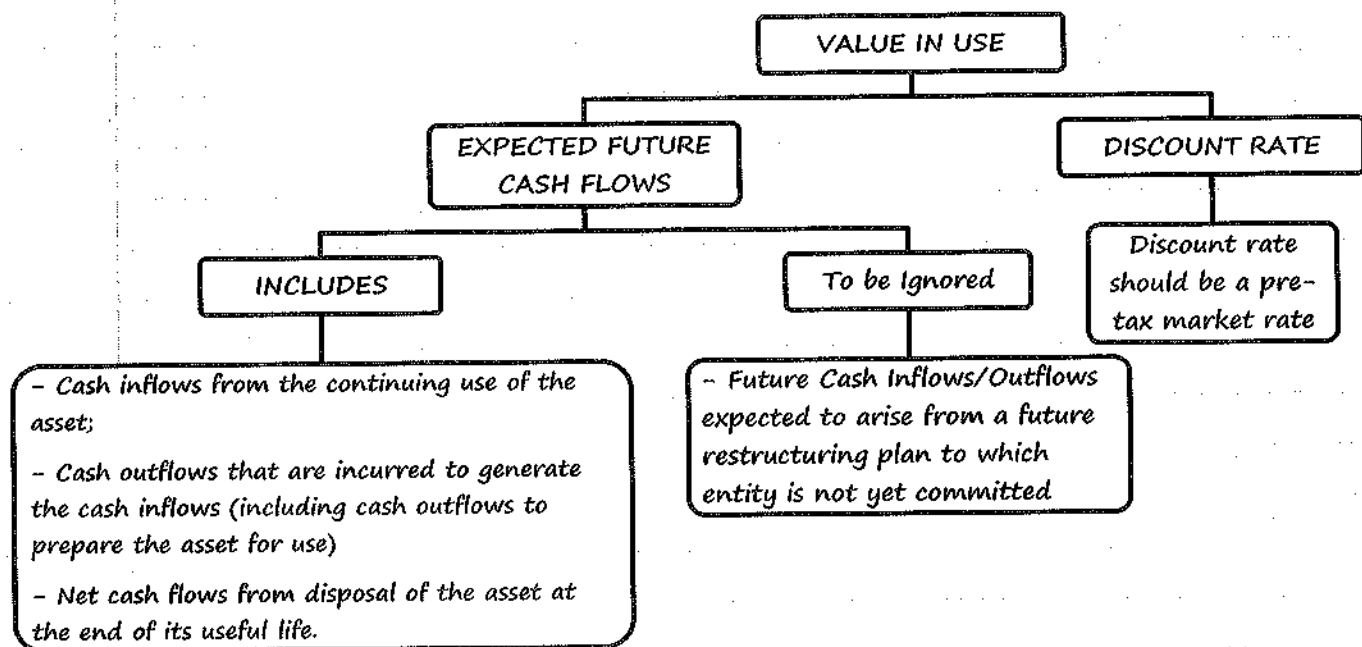 VALUE IN USE
EXPECTED FUTURE
CASH FLOWS
DISCOUNT RATE
INCLUDES
To be Ignored
Discount rate
should be a pre-
tax market rate
– Cash inflows from the continuing use of the
asset;
– Cash outflows that are incurred to generate
the cash inflows (including cash outflows to
prepare the asset for use)
– Net cash flows from disposal of the asset at
the end of its useful life.
– Future Cash Inflows/Outflows
expected to arise from a future
restructuring plan to which
entity is not yet committed